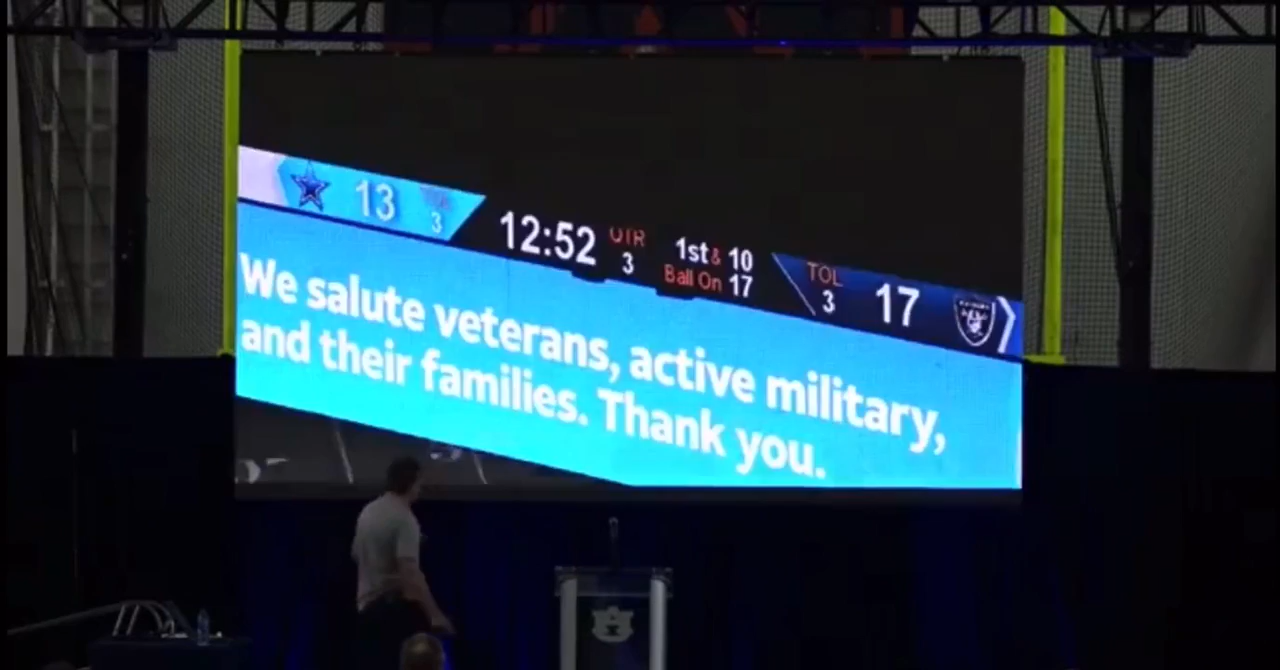 13
3
12:52
QTR
3
1st & 10
Ball On 17
TOL
3
17
We salute veterans, active military,
and their families. Thank you.